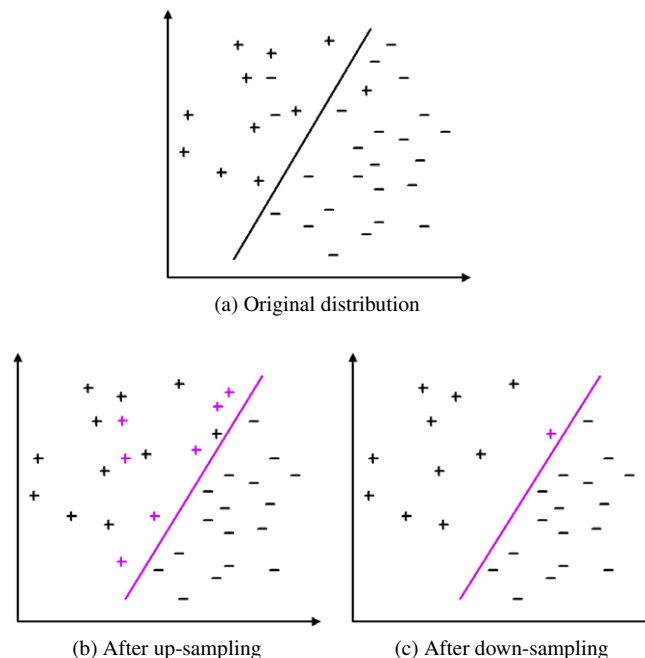 (a) Original distribution
(b) After up-sampling
(c) After down-sampling